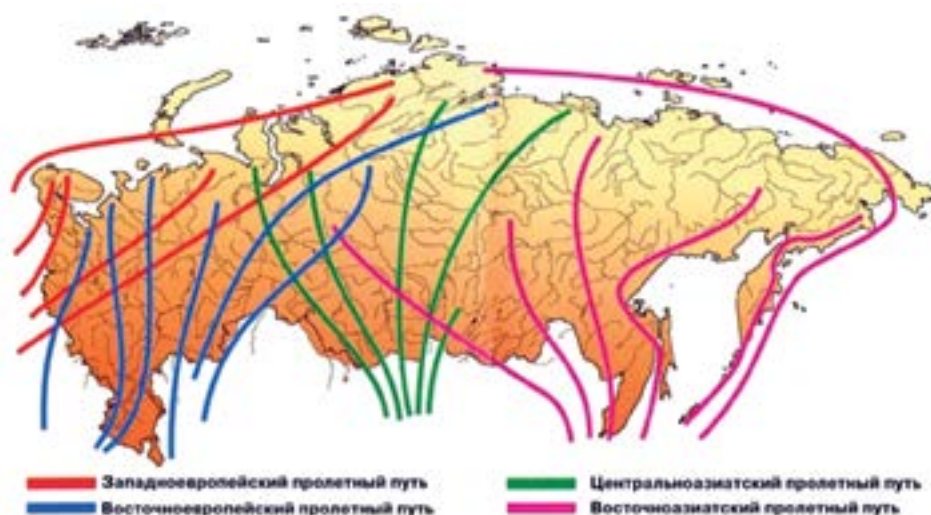 Западноевропейский пролетный путь
Восточноевропейский пролетный путь
Центральноазиатский пролетный путь
Восточноазиатский пролетный путь